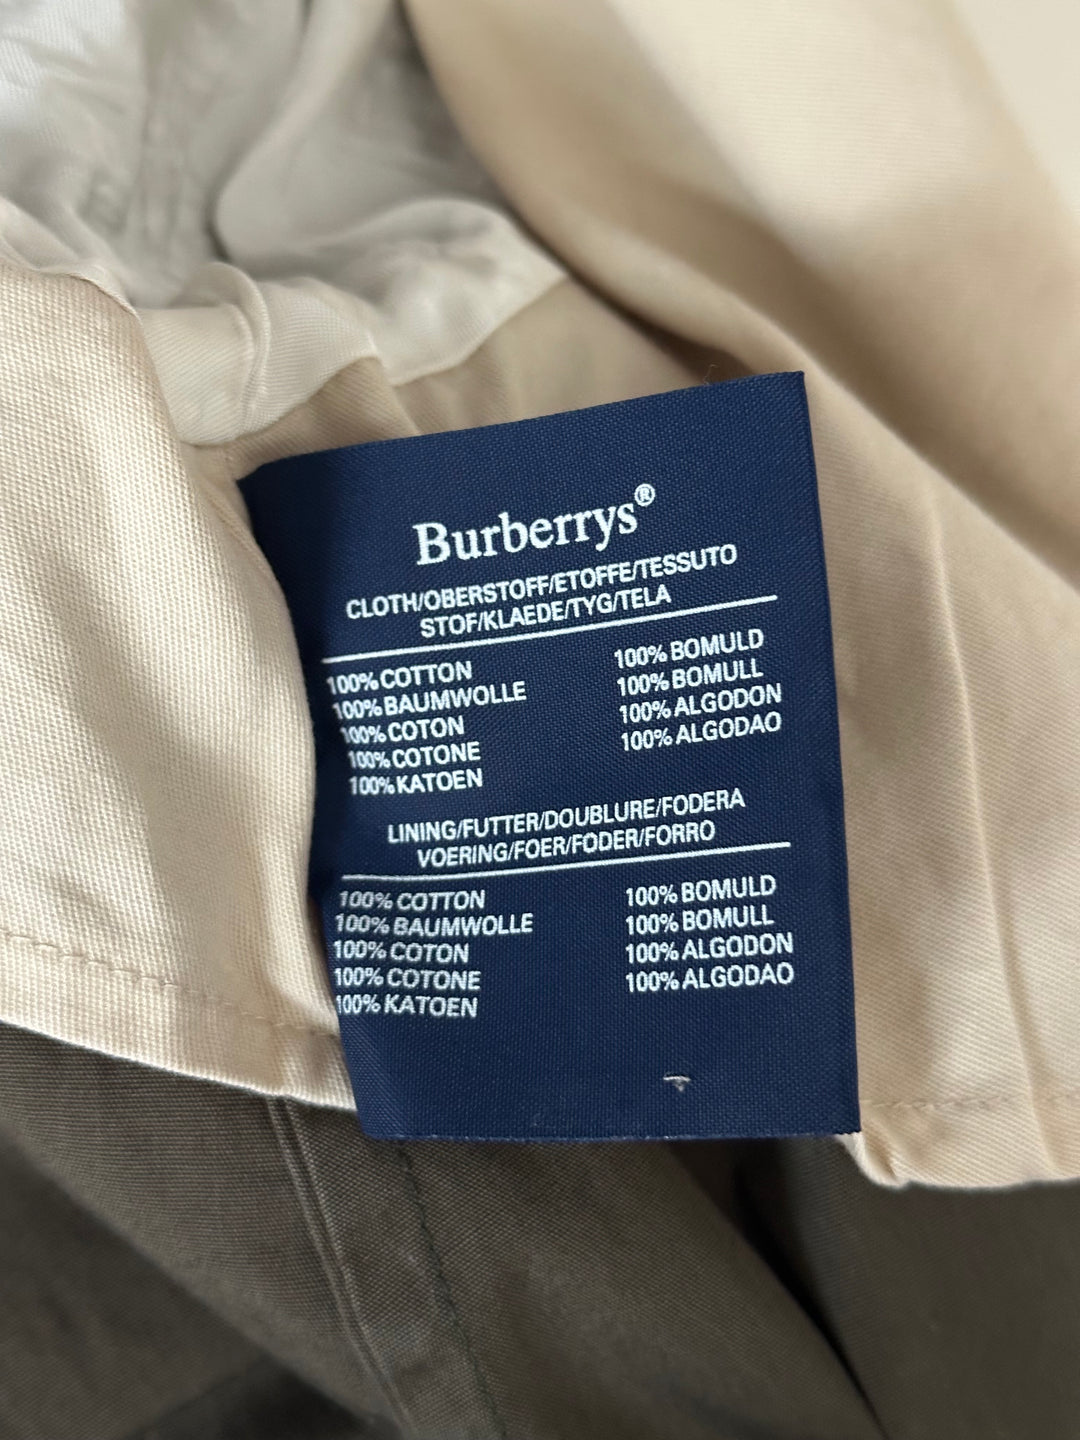 Burberrys®
CLOTH/OBERSTOFF/ETOFFE/TESSUTO
STOF/KLAEDE/TYG/TELA
100% COTTON
100% BAUMWOLLE
100% COTON
100% COTONE
100% KATOEN
100% BOMULD
100% BOMULL
100% ALGODON
100% ALGODAO
LINING/FUTTER/DOUBLURE/FODERA
VOERING/FOER/FODER/FORRO
100% COTTON
100% BAUMWOLLE
100% COTON
100% COTONE
100% KATOEN
100% BOMULD
100% BOMULL
100% ALGODON
100% ALGODAO